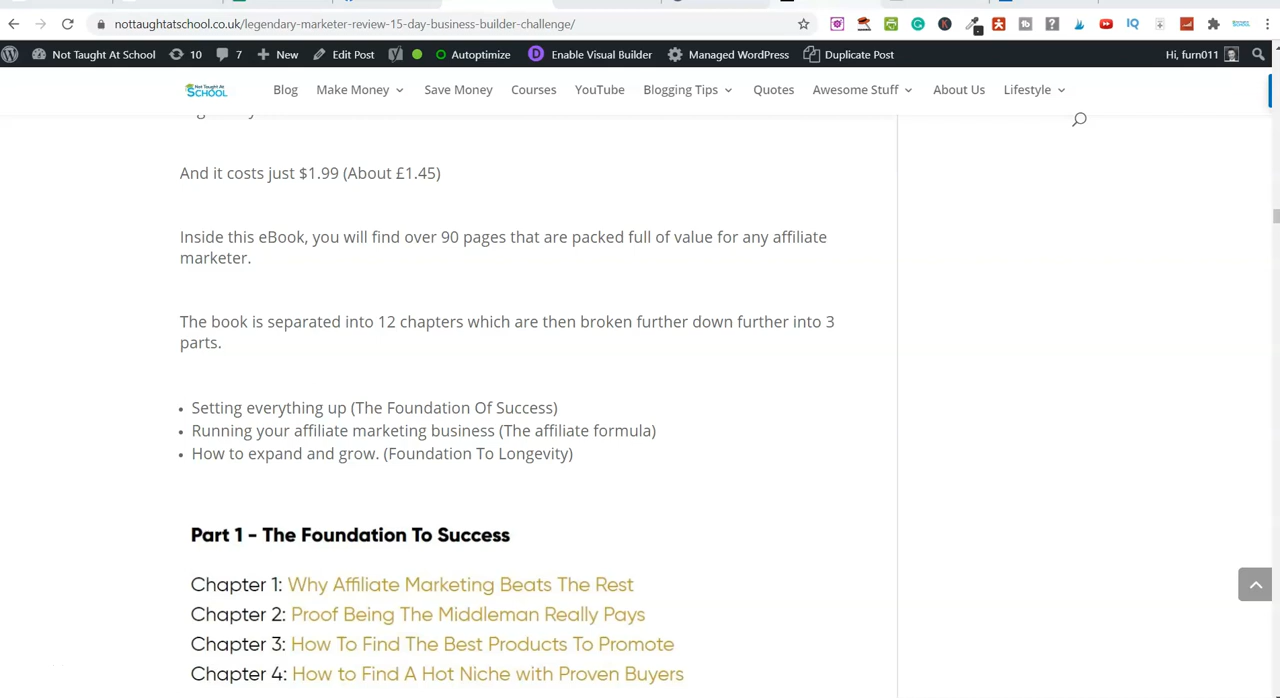 nottaughtatschool.co.uk/legendary-marketer-review-15-day-business-builder-challenge/
Not Taught At School 10 7 New Edit Post Autoptimize Enable Visual Builder Managed WordPress Duplicate Post Hi, furn011
Not Taught At SCHOOL Blog Make Money Save Money Courses YouTube Blogging Tips Quotes Awesome Stuff About Us Lifestyle
And it costs just $1.99 (About £1.45)
Inside this eBook, you will find over 90 pages that are packed full of value for any affiliate
marketer.
The book is separated into 12 chapters which are then broken further down further into 3
parts.
Setting everything up (The Foundation Of Success)
Running your affiliate marketing business (The affiliate formula)
How to expand and grow. (Foundation To Longevity)
Part 1 - The Foundation To Success
Chapter 1: Why Affiliate Marketing Beats The Rest
Chapter 2: Proof Being The Middleman Really Pays
Chapter 3: How To Find The Best Products To Promote
Chapter 4: How to Find A Hot Niche with Proven Buyers